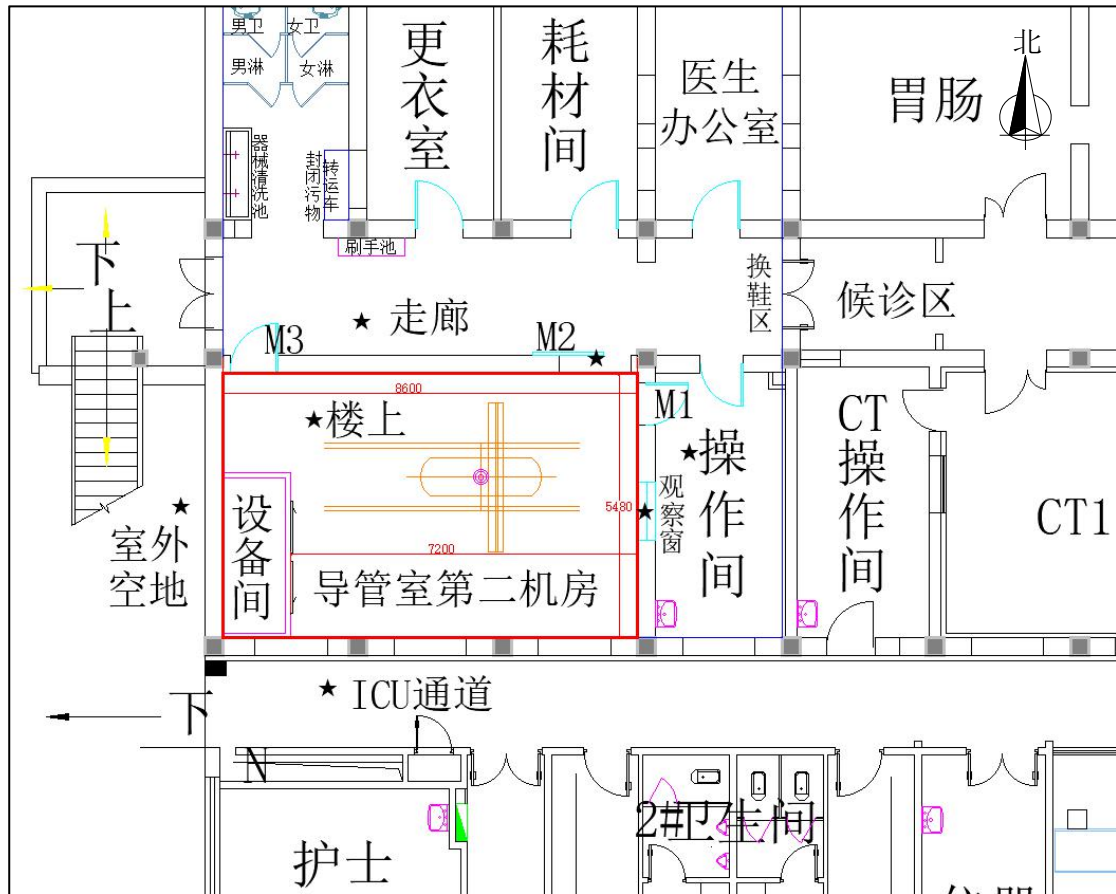 男卫
女卫
男淋
女淋
更衣室
耗材间
医生
办公室
胃肠
北
器械清洗池
封闭污物
转运车
刷手池
换鞋区
候诊区
下
上
走廊
M3
M2
M1
8600
楼上
5480
7200
设备间
导管室第二机房
观察窗
操作间
CT操作间
CT1
室外
空地
ICU通道
下
N
2#卫生间
护士